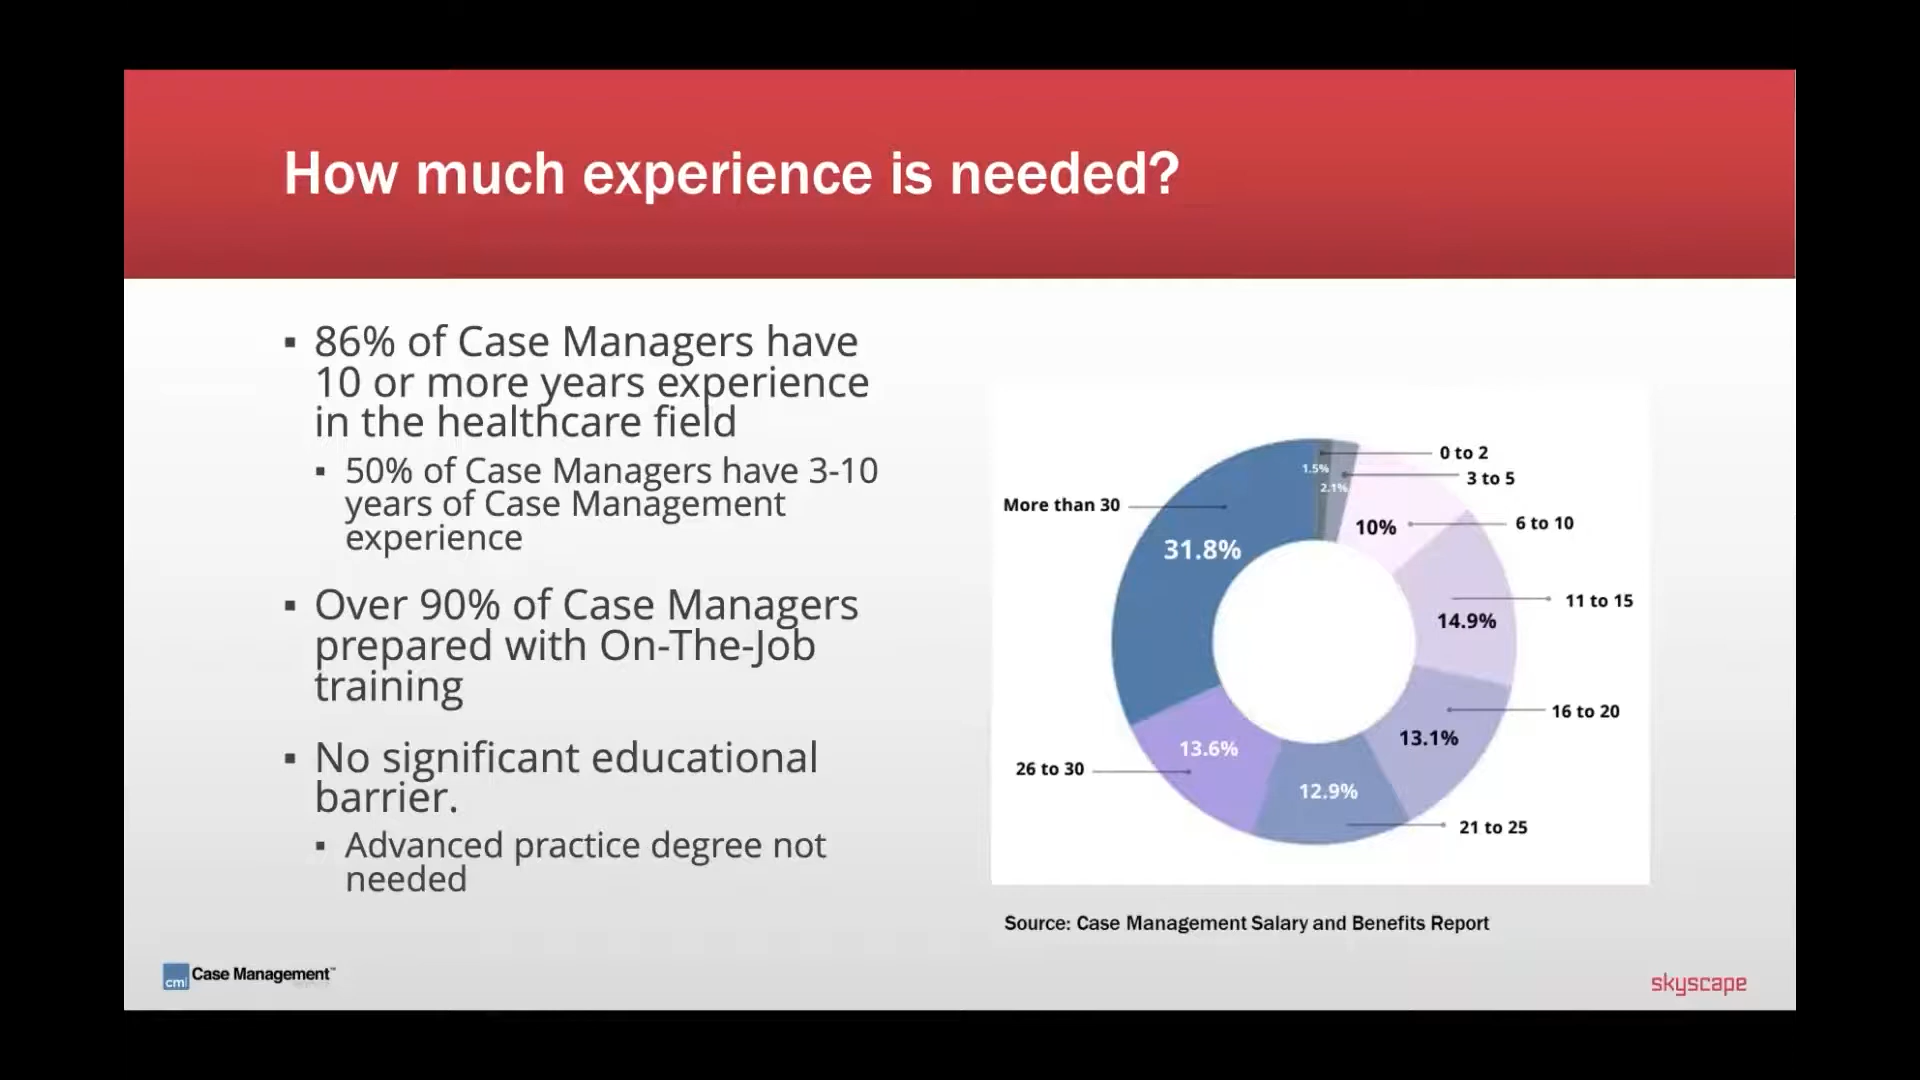 How much experience is needed?
▪ 86% of Case Managers have
10 or more years experience
in the healthcare field
▪ 50% of Case Managers have 3-10
years of Case Management
experience
▪ Over 90% of Case Managers
prepared with On-The-Job
training
▪ No significant educational
barrier.
▪ Advanced practice degree not
needed
0 to 2
1.5%
3 to 5
2.1%
More than 30
31.8%
10%
6 to 10
11 to 15
14.9%
16 to 20
13.1%
13.6%
26 to 30
12.9%
21 to 25
Source: Case Management Salary and Benefits Report
cmi Case Management™
skyscape